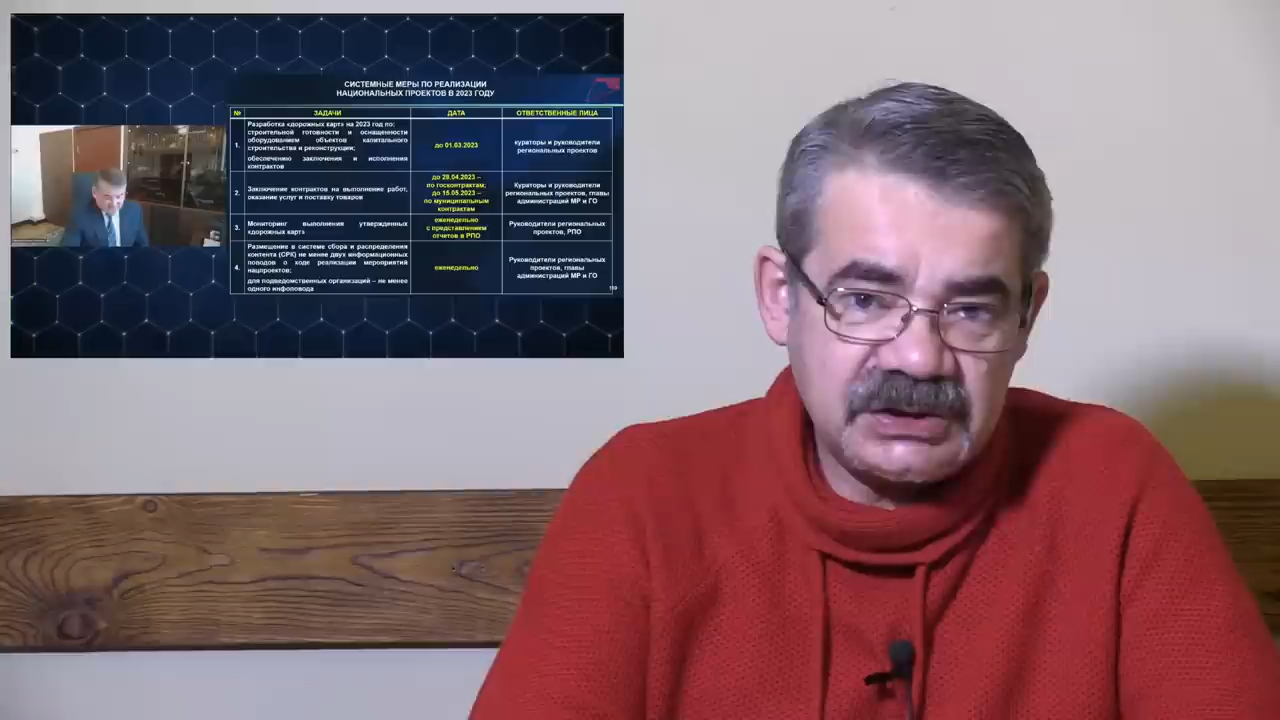 СИСТЕМНЫЕ МЕРЫ ПО РЕАЛИЗАЦИИ
НАЦИОНАЛЬНЫХ ПРОЕКТОВ В 2023 ГОДУ
№ ЗАДАЧИ ДАТА ОТВЕТСТВЕННЫЕ ЛИЦА
1.
Разработка «дорожных карт» на 2023 год по:
строительной готовности и оснащенности
оборудованием объектов капитального
строительства и реконструкции;
обеспечению заключения и исполнения
контрактов
до 01.03.2023
кураторы и руководители
региональных проектов
2.
Заключение контрактов на выполнение работ,
оказание услуг и поставку товаров
до 28.04.2023 –
по госконтрактам;
до 15.05.2023 –
по муниципальным
контрактам
Кураторы и руководители
региональных проектов, главы
администраций МР и ГО
3.
Мониторинг выполнения утвержденных
«дорожных карт»
еженедельно
с представлением
отчетов в РПО
Руководители региональных
проектов, РПО
4.
Размещение в системе сбора и распределения
контента (СРК) не менее двух информационных
поводов о ходе реализации мероприятий
нацпроектов;
для подведомственных организаций – не менее
одного инфоповода
еженедельно
Руководители региональных
проектов, главы
администраций МР и ГО